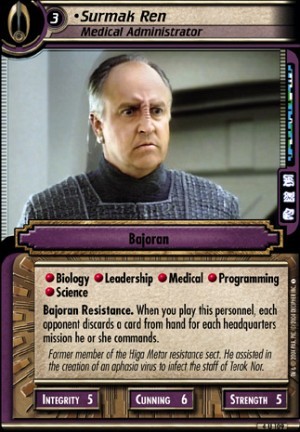 3
•Surmak Ren
Medical Administrator
Bajoran
Biology Leadership Medical Programming
Science
Bajoran Resistance. When you play this personnel, each
opponent discards a card from hand for each headquarters
mission he or she commands.
Former member of the Higa Metar resistance sect. He assisted
in the creation of an aphasia virus to infect the staff of Terok Nor.
Integrity 5 Cunning 6 Strength 5